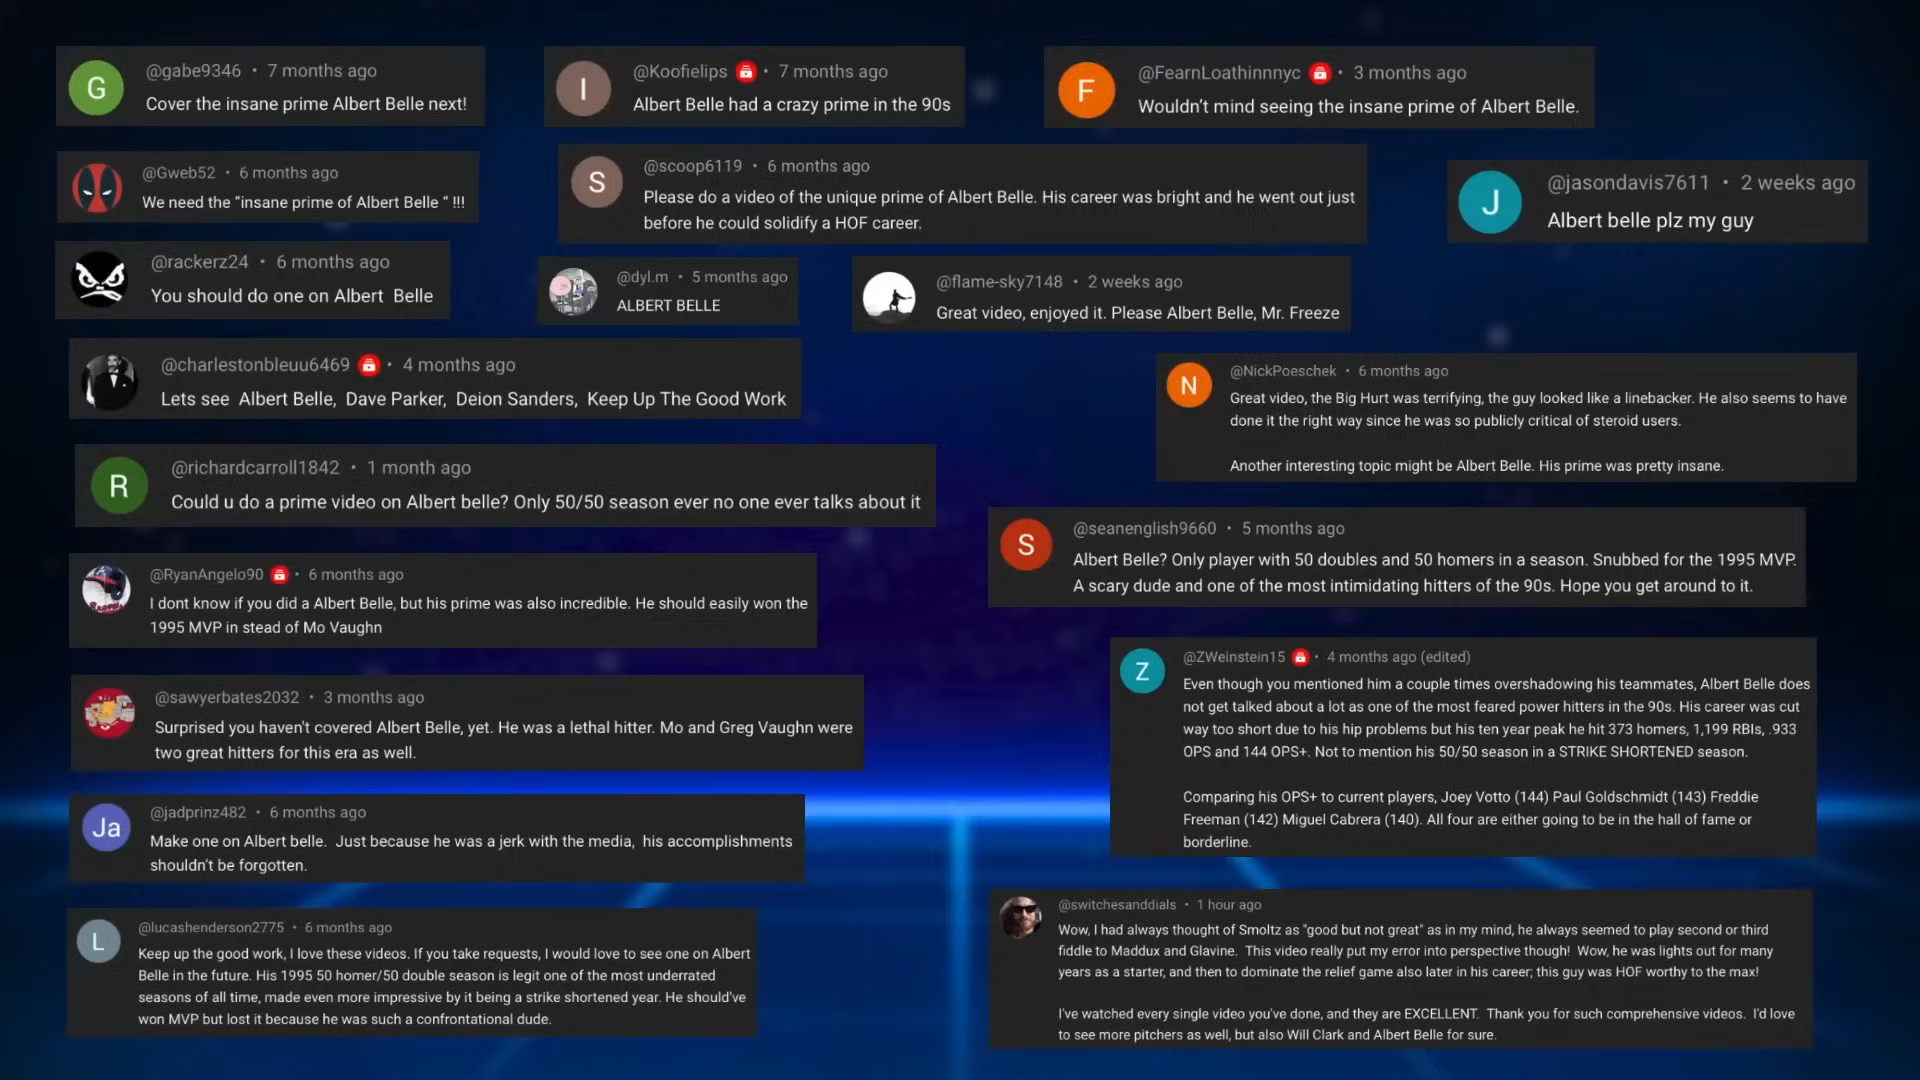 G
@gabe9346 • 7 months ago
Cover the insane prime Albert Belle next!
I
@Koofielips • 7 months ago
Albert Belle had a crazy prime in the 90s
F
@FearnLoathinnnyc • 3 months ago
Wouldn’t mind seeing the insane prime of Albert Belle.
@Gweb52 • 6 months ago
We need the "insane prime of Albert Belle “ !!!
S
@scoop6119 • 6 months ago
Please do a video of the unique prime of Albert Belle. His career was bright and he went out just
before he could solidify a HOF career.
J
@jasondavis7611 • 2 weeks ago
Albert belle plz my guy
@rackerz24 • 6 months ago
You should do one on Albert  Belle
@dyl.m • 5 months ago
ALBERT BELLE
@flame-sky7148 • 2 weeks ago
Great video, enjoyed it. Please Albert Belle, Mr. Freeze
@charlestonbleuu6469 • 4 months ago
Lets see  Albert Belle,  Dave Parker,  Deion Sanders,  Keep Up The Good Work
N
@NickPoeschek • 6 months ago
Great video, the Big Hurt was terrifying, the guy looked like a linebacker. He also seems to have
done it the right way since he was so publicly critical of steroid users.
Another interesting topic might be Albert Belle. His prime was pretty insane.
R
@richardcarroll1842 • 1 month ago
Could u do a prime video on Albert belle? Only 50/50 season ever no one ever talks about it
S
@seanenglish9660 • 5 months ago
Albert Belle? Only player with 50 doubles and 50 homers in a season. Snubbed for the 1995 MVP.
A scary dude and one of the most intimidating hitters of the 90s. Hope you get around to it.
@RyanAngelo90 • 6 months ago
I dont know if you did a Albert Belle, but his prime was also incredible. He should easily won the
1995 MVP in stead of Mo Vaughn
Z
@ZWeinstein15 • 4 months ago (edited)
Even though you mentioned him a couple times overshadowing his teammates, Albert Belle does
not get talked about a lot as one of the most feared power hitters in the 90s. His career was cut
way too short due to his hip problems but his ten year peak he hit 373 homers, 1,199 RBIs, .933
OPS and 144 OPS+. Not to mention his 50/50 season in a STRIKE SHORTENED season.
Comparing his OPS+ to current players, Joey Votto (144) Paul Goldschmidt (143) Freddie
Freeman (142) Miguel Cabrera (140). All four are either going to be in the hall of fame or
borderline.
@sawyerbates2032 • 3 months ago
Surprised you haven't covered Albert Belle, yet. He was a lethal hitter. Mo and Greg Vaughn were
two great hitters for this era as well.
Ja
@jadprinz482 • 6 months ago
Make one on Albert belle.  Just because he was a jerk with the media,  his accomplishments
shouldn’t be forgotten.
L
@lucashenderson2775 • 6 months ago
Keep up the good work, I love these videos. If you take requests, I would love to see one on Albert
Belle in the future. His 1995 50 homer/50 double season is legit one of the most underrated
seasons of all time, made even more impressive by it being a strike shortened year. He should've
won MVP but lost it because he was such a confrontational dude.
@switchesanddials • 1 hour ago
Wow, I had always thought of Smoltz as "good but not great" as in my mind, he always seemed to play second or third
fiddle to Maddux and Glavine.  This video really put my error into perspective though!  Wow, he was lights out for many
years as a starter, and then to dominate the relief game also later in his career; this guy was HOF worthy to the max!
I've watched every single video you've done, and they are EXCELLENT.  Thank you for such comprehensive videos.  I'd love
to see more pitchers as well, but also Will Clark and Albert Belle for sure.